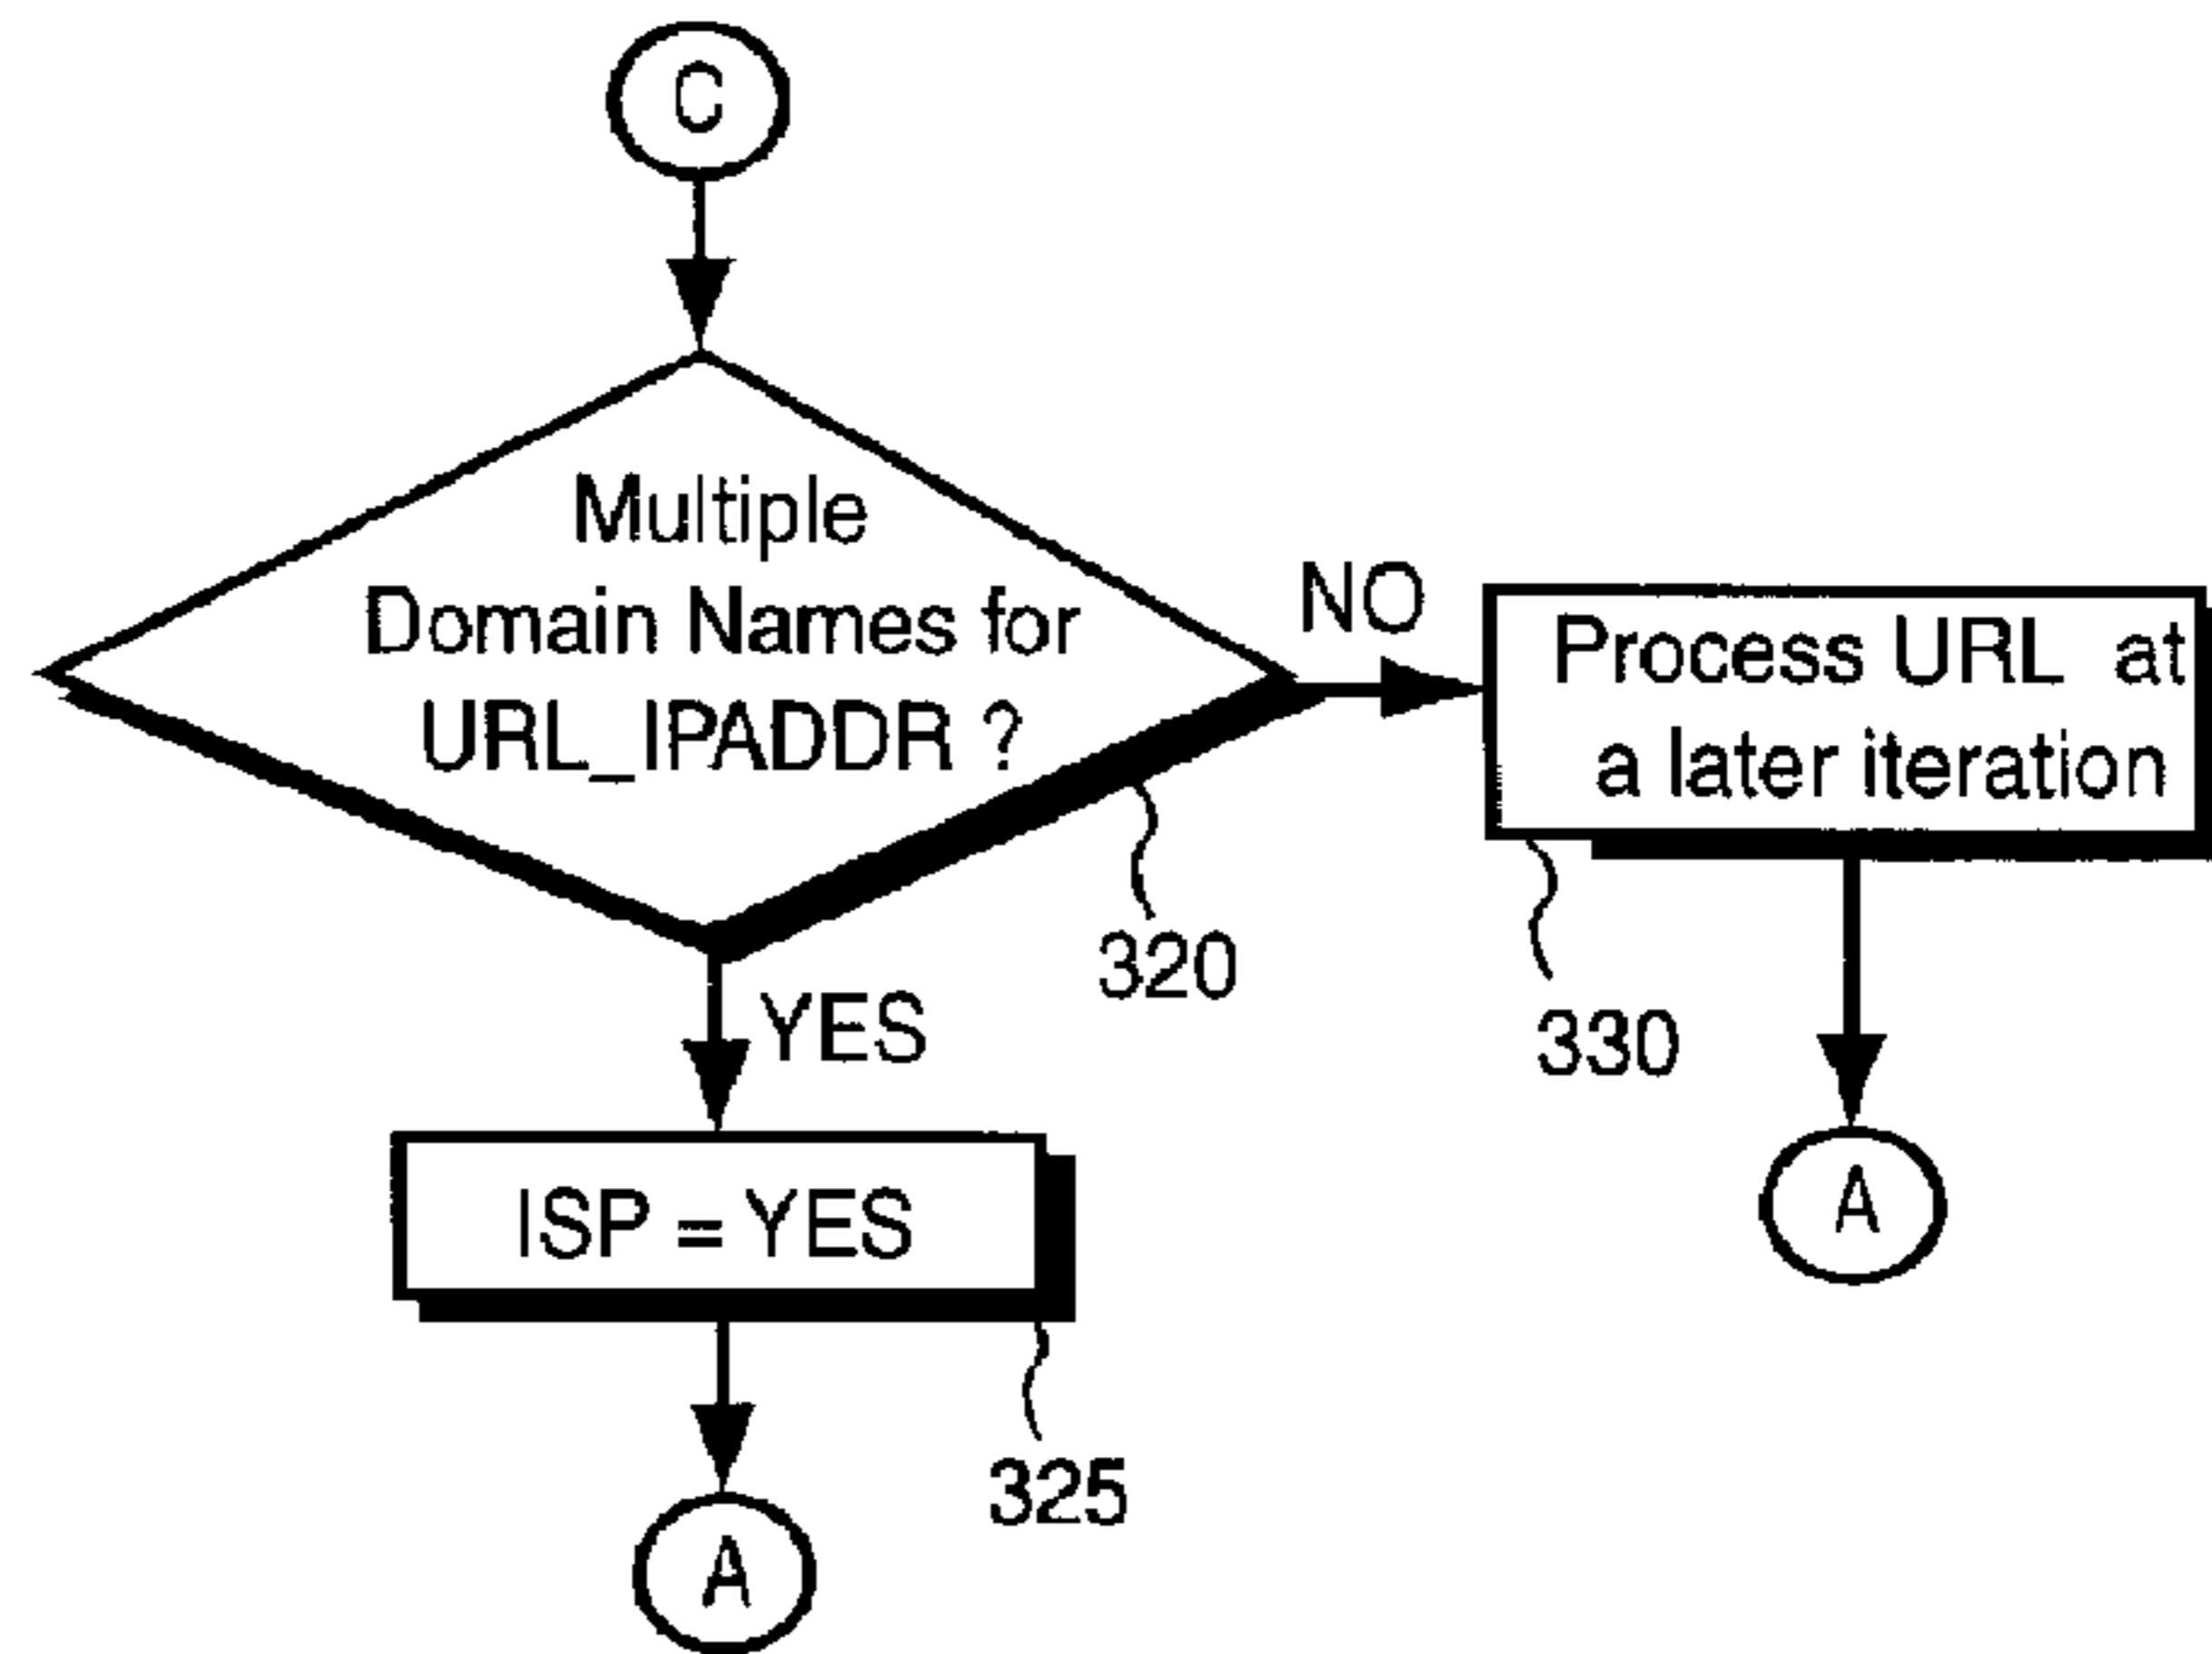 C
Multiple
Domain Names for
URL_IPADDR ?
NO
Process URL at
a later iteration
320
330
YES
A
ISP = YES
325
A